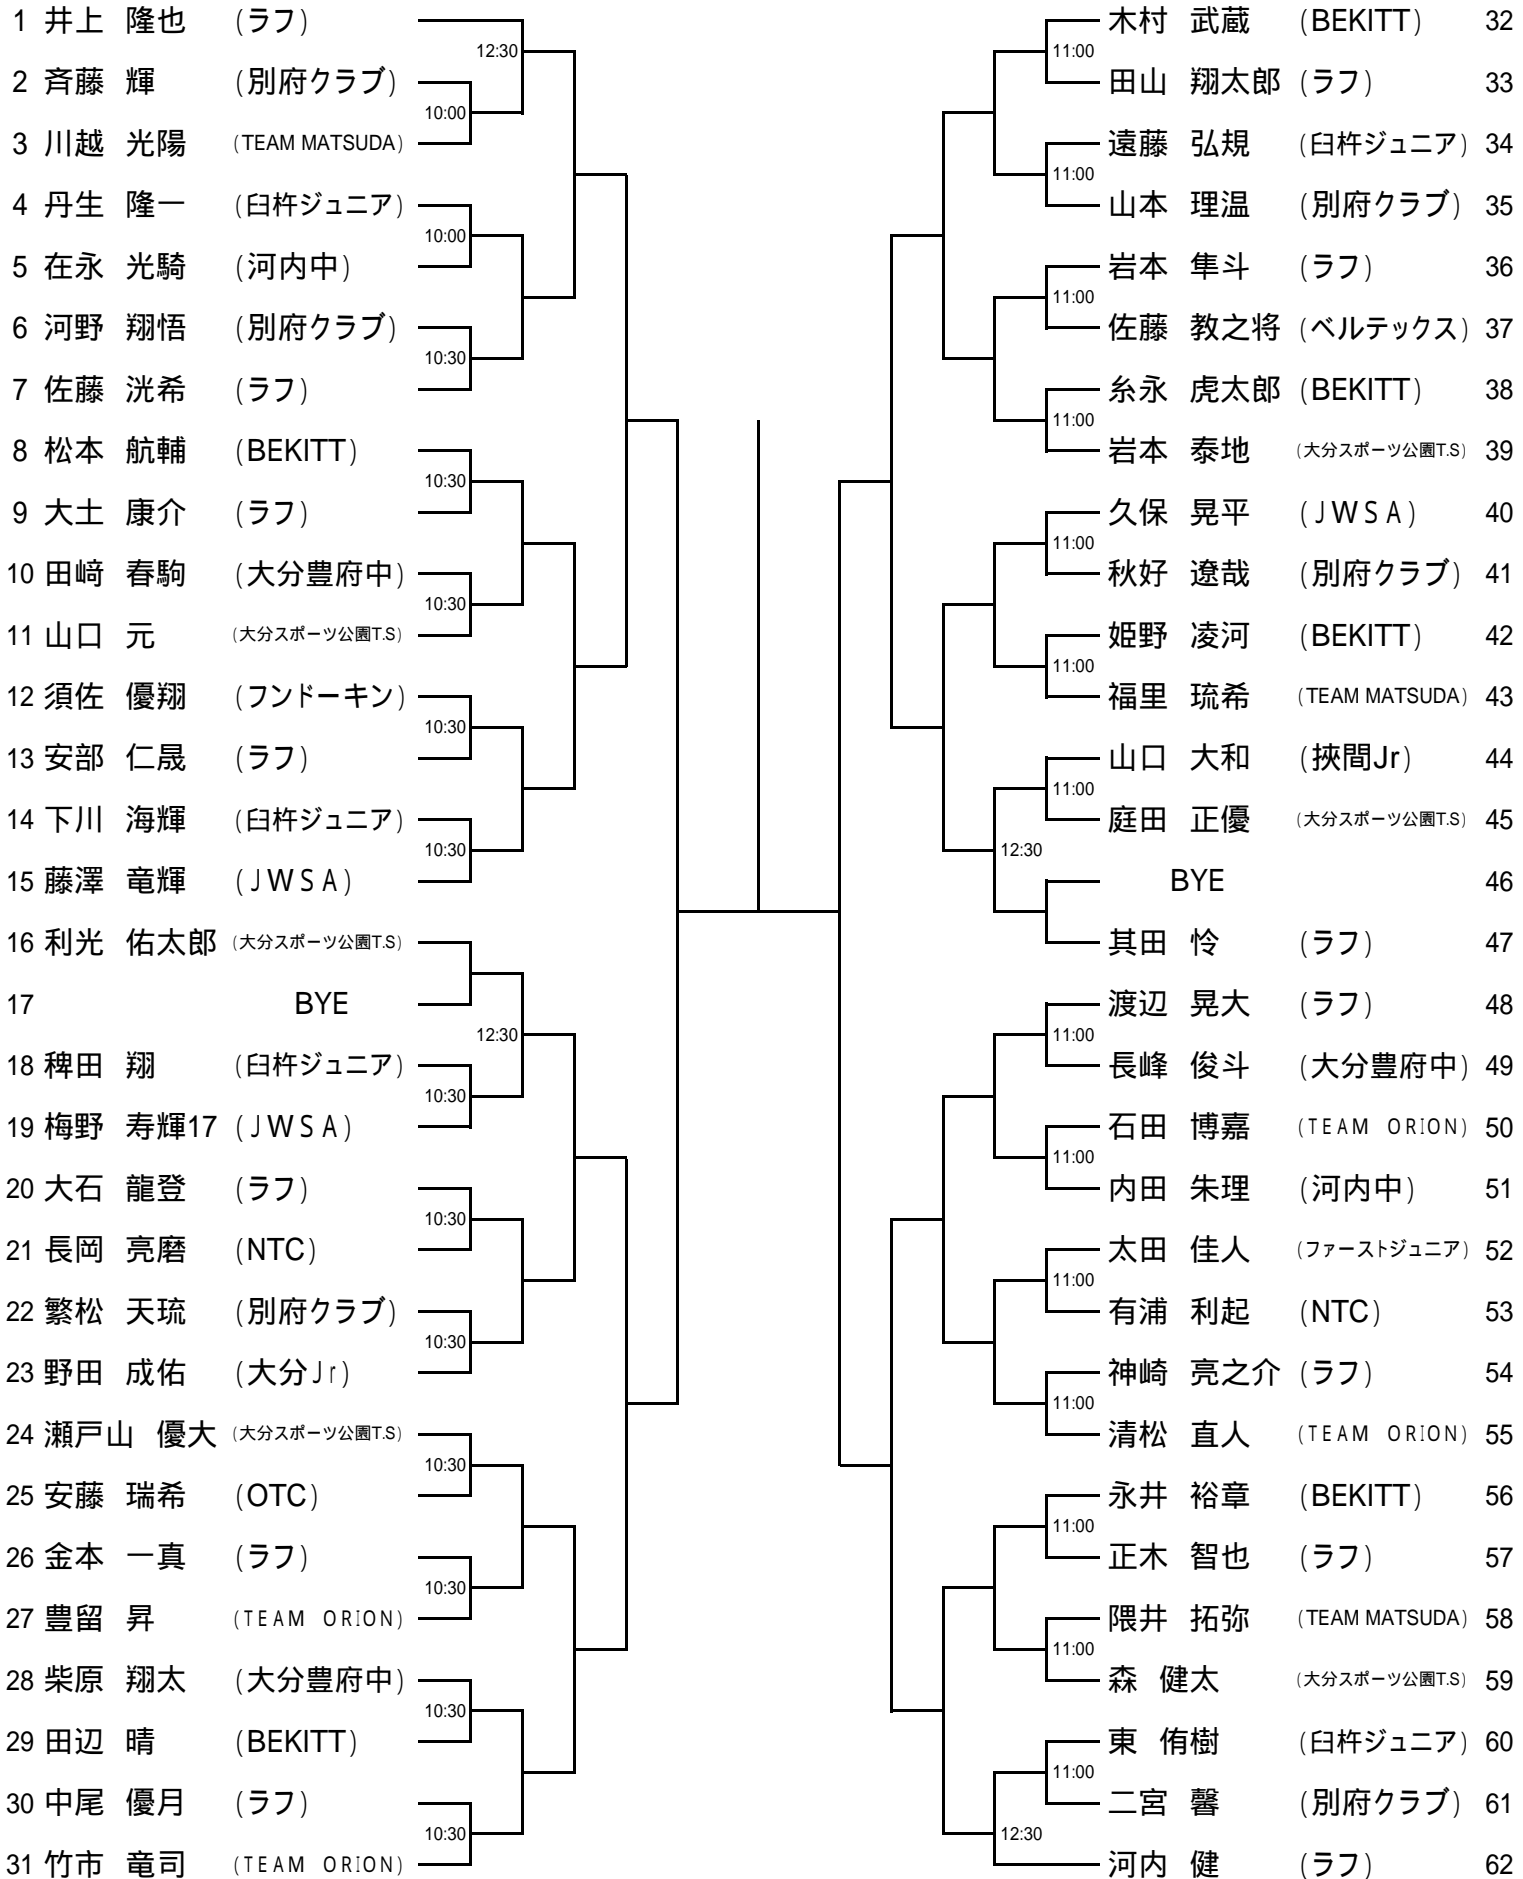 1 井上 隆也 (ラフ)
12:30
2 斉藤 輝 (別府クラブ)
10:00
3 川越 光陽 (TEAM MATSUDA)
4 丹生 隆一 (臼杵ジュニア)
10:00
5 在永 光騎 (河内中)
6 河野 翔悟 (別府クラブ)
10:30
7 佐藤 洸希 (ラフ)
8 松本 航輔 (BEKITT)
10:30
9 大土 康介 (ラフ)
10 田﨑 春駒 (大分豊府中)
10:30
11 山口 元 (大分スポーツ公園T.S)
12 須佐 優翔 (フンドーキン)
10:30
13 安部 仁晟 (ラフ)
14 下川 海輝 (臼杵ジュニア)
10:30
15 藤澤 竜輝 (JWSA)
16 利光 佑太郎 (大分スポーツ公園T.S)
17 BYE
12:30
18 稗田 翔 (臼杵ジュニア)
10:30
19 梅野 寿輝17 (JWSA)
20 大石 龍登 (ラフ)
10:30
21 長岡 亮磨 (NTC)
22 繁松 天琉 (別府クラブ)
10:30
23 野田 成佑 (大分Jr)
24 瀬戸山 優大 (大分スポーツ公園T.S)
10:30
25 安藤 瑞希 (OTC)
26 金本 一真 (ラフ)
10:30
27 豊留 昇 (TEAM ORION)
28 柴原 翔太 (大分豊府中)
10:30
29 田辺 晴 (BEKITT)
30 中尾 優月 (ラフ)
10:30
31 竹市 竜司 (TEAM ORION)
木村 武蔵 (BEKITT) 32
11:00
田山 翔太郎 (ラフ) 33
遠藤 弘規 (臼杵ジュニア) 34
11:00
山本 理温 (別府クラブ) 35
岩本 隼斗 (ラフ) 36
11:00
佐藤 教之将 (ベルテックス) 37
糸永 虎太郎 (BEKITT) 38
11:00
岩本 泰地 (大分スポーツ公園T.S) 39
久保 晃平 (JWSA) 40
11:00
秋好 遼哉 (別府クラブ) 41
姫野 凌河 (BEKITT) 42
11:00
福里 琉希 (TEAM MATSUDA) 43
山口 大和 (挾間Jr) 44
11:00
庭田 正優 (大分スポーツ公園T.S) 45
12:30
BYE 46
其田 怜 (ラフ) 47
渡辺 晃大 (ラフ) 48
11:00
長峰 俊斗 (大分豊府中) 49
石田 博嘉 (TEAM ORION) 50
11:00
内田 朱理 (河内中) 51
太田 佳人 (ファーストジュニア) 52
11:00
有浦 利起 (NTC) 53
神崎 亮之介 (ラフ) 54
11:00
清松 直人 (TEAM ORION) 55
永井 裕章 (BEKITT) 56
11:00
正木 智也 (ラフ) 57
隈井 拓弥 (TEAM MATSUDA) 58
11:00
森 健太 (大分スポーツ公園T.S) 59
東 侑樹 (臼杵ジュニア) 60
11:00
二宮 馨 (別府クラブ) 61
12:30
河内 健 (ラフ) 62